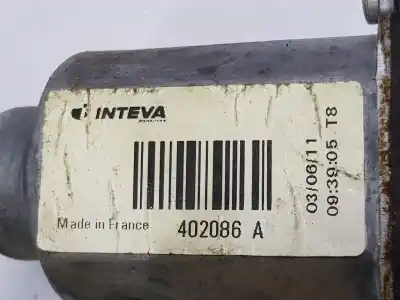 INTEVA
Made in France
402086 A
03/06/11
09:39:05 T8